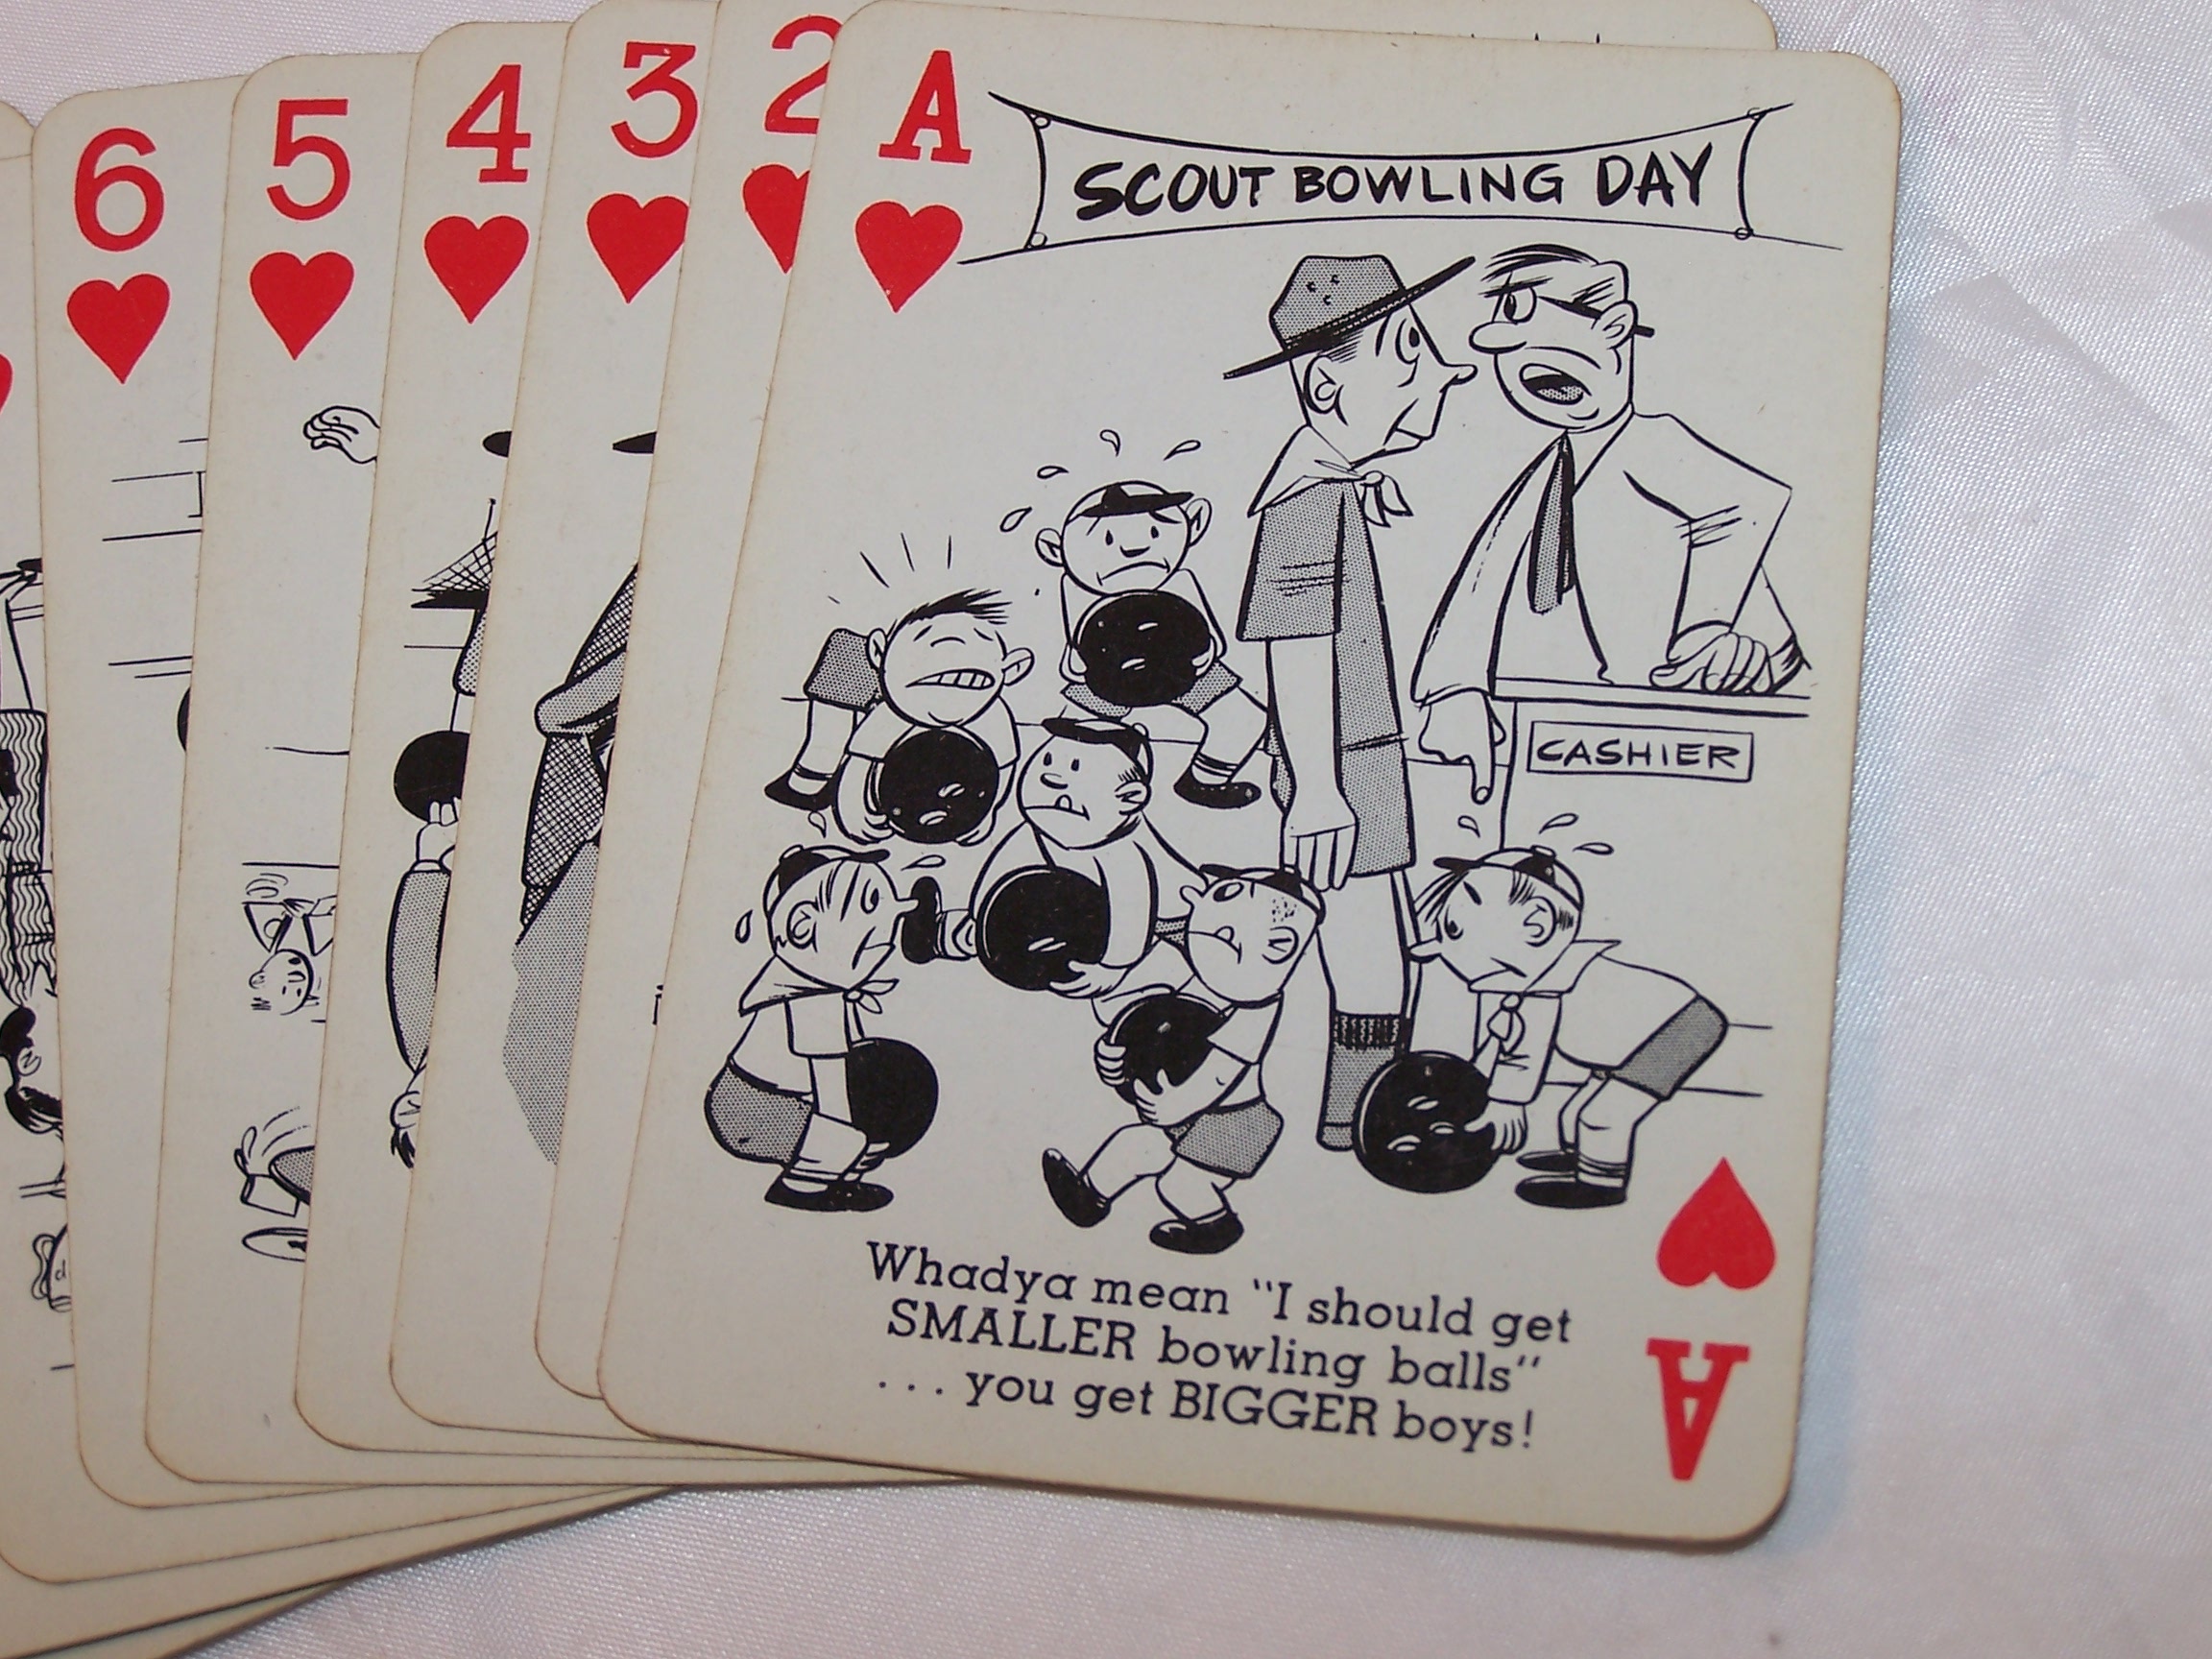 6
5
4
3
2
A
SCOUT BOWLING DAY
CASHIER
Whadya mean "I should get
SMALLER bowling balls"
... you get BIGGER boys!
A